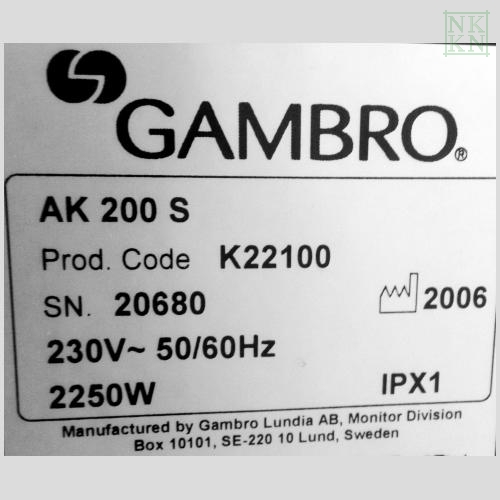 NK
KN
GAMBRO®
AK 200 S
Prod. Code K22100
SN. 20680 2006
230V~ 50/60Hz
2250W IPX1
Manufactured by Gambro Lundia AB, Monitor Division
Box 10101, SE-220 10 Lund, Sweden